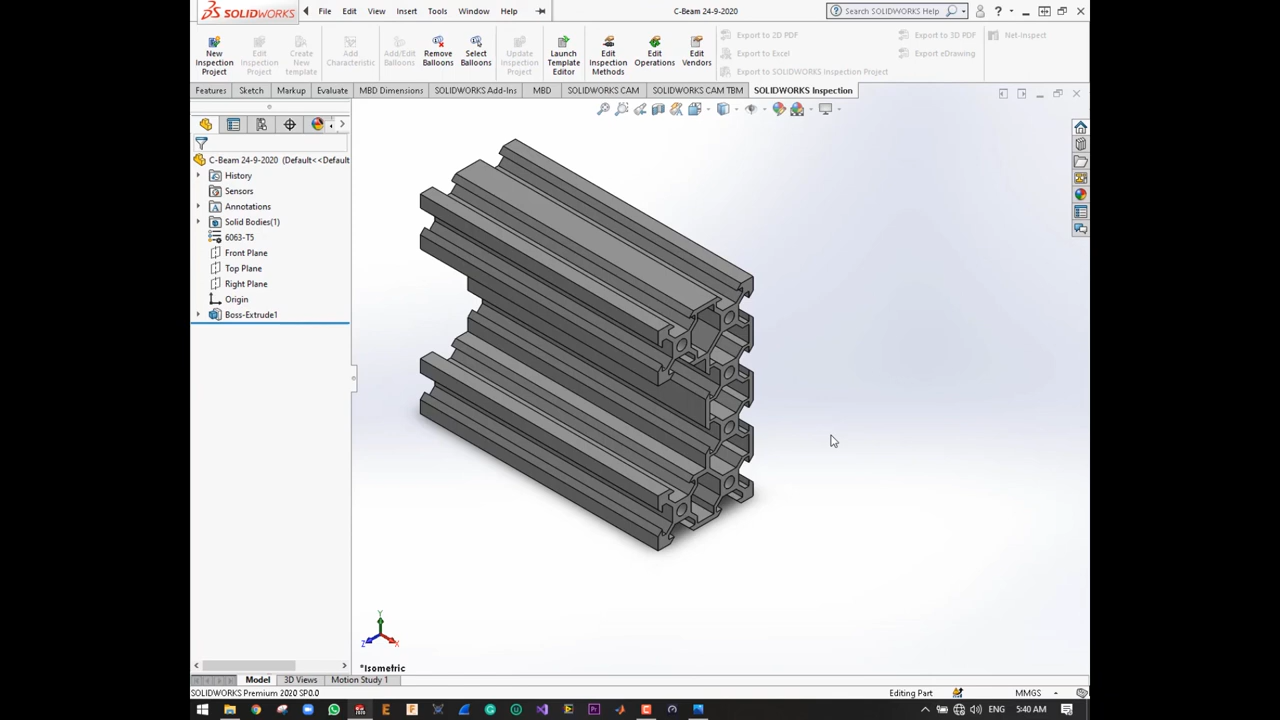 SOLIDWORKS File Edit View Insert Tools Window Help C-Beam 24-9-2020 Search SOLIDWORKS Help ?
New Inspection Project
Edit Inspection Project
Create New template
Add Characteristic
Add/Edit Balloons
Remove Balloons
Select Balloons
Update Inspection Project
Launch Template Editor
Edit Inspection Methods
Edit Operations
Edit Vendors
Export to 2D PDF
Export to Excel
Export to SOLIDWORKS Inspection Project
Export to 3D PDF
Export eDrawing
Net-Inspect
Features Sketch Markup Evaluate MBD Dimensions SOLIDWORKS Add-Ins MBD SOLIDWORKS CAM SOLIDWORKS CAM TBM SOLIDWORKS Inspection
C-Beam 24-9-2020 (Default<<Default
History
Sensors
Annotations
Solid Bodies(1)
6063-T5
Front Plane
Top Plane
Right Plane
Origin
Boss-Extrude1
Y
Z X
*Isometric
Model 3D Views Motion Study 1
SOLIDWORKS Premium 2020 SP0.0 Editing Part MMGS
ENG 5:40 AM